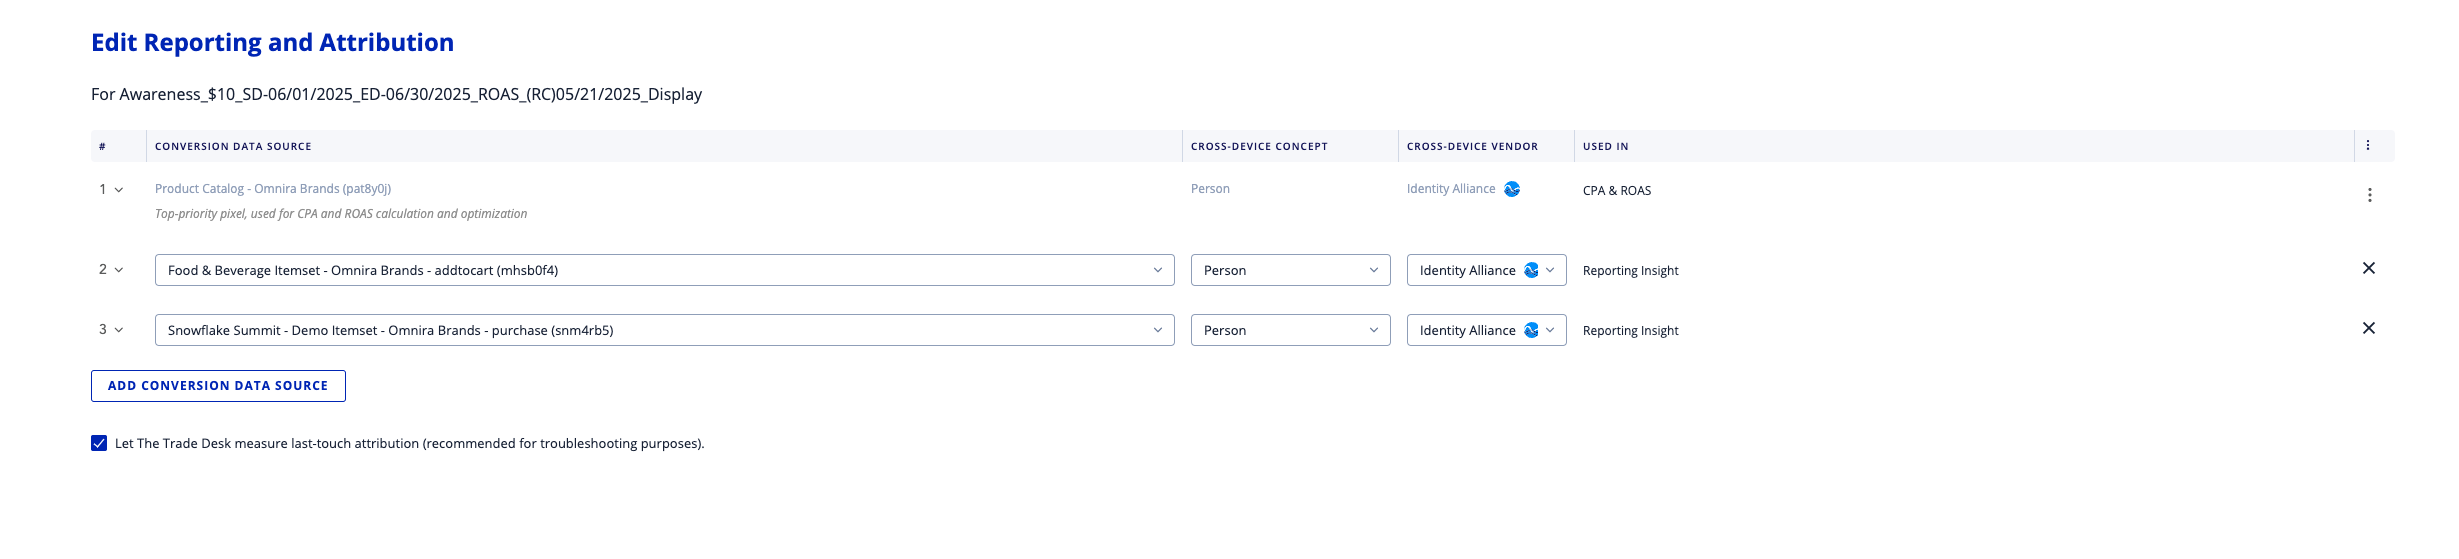 Edit Reporting and Attribution
For Awareness_$10_SD-06/01/2025_ED-06/30/2025_ROAS_(RC)05/21/2025_Display
# CONVERSION DATA SOURCE CROSS-DEVICE CONCEPT CROSS-DEVICE VENDOR USED IN
1 Product Catalog - Omnira Brands (pat8y0j) Person Identity Alliance CPA & ROAS
Top-priority pixel, used for CPA and ROAS calculation and optimization
2 Food & Beverage Itemset - Omnira Brands - addtocart (mhsb0f4) Person Identity Alliance Reporting Insight
3 Snowflake Summit - Demo Itemset - Omnira Brands - purchase (snm4rb5) Person Identity Alliance Reporting Insight
ADD CONVERSION DATA SOURCE
Let The Trade Desk measure last-touch attribution (recommended for troubleshooting purposes).